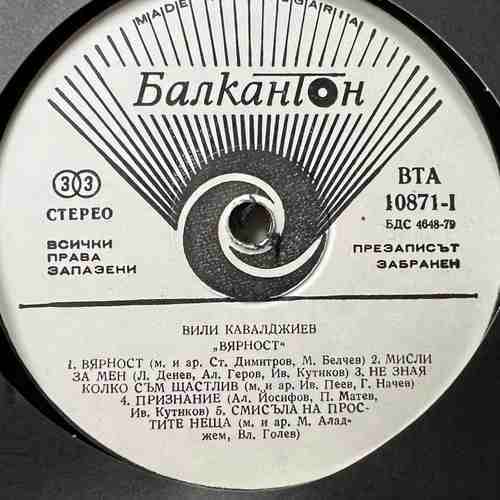 MADE IN BULGARIA
Балкантон
33
СТЕРЕО
ВСИЧКИ
ПРАВА
ЗАПАЗЕНИ
ВТА
10871-I
БДС 4648-79
ПРЕЗАПИСЪТ
ЗАБРАНЕН
ВИЛИ КАВАЛДЖИЕВ
„ВЯРНОСТ“
1. ВЯРНОСТ (м. и ар. Ст. Димитров, М. Белчев) 2. МИСЛИ
ЗА МЕН (Л. Денев, Ал. Геров, Ив. Кутиков) 3. НЕ ЗНАЯ
КОЛКО СЪМ ЩАСТЛИВ (м. и ар. Ив. Пеев, Г. Начев)
4. ПРИЗНАНИЕ (Ал. Йосифов, П. Матев,
Ив. Кутиков) 5. СМИСЪЛА НА ПРОС-
ТИТЕ НЕЩА (м. и ар. М. Алад-
жем, Вл. Голев)